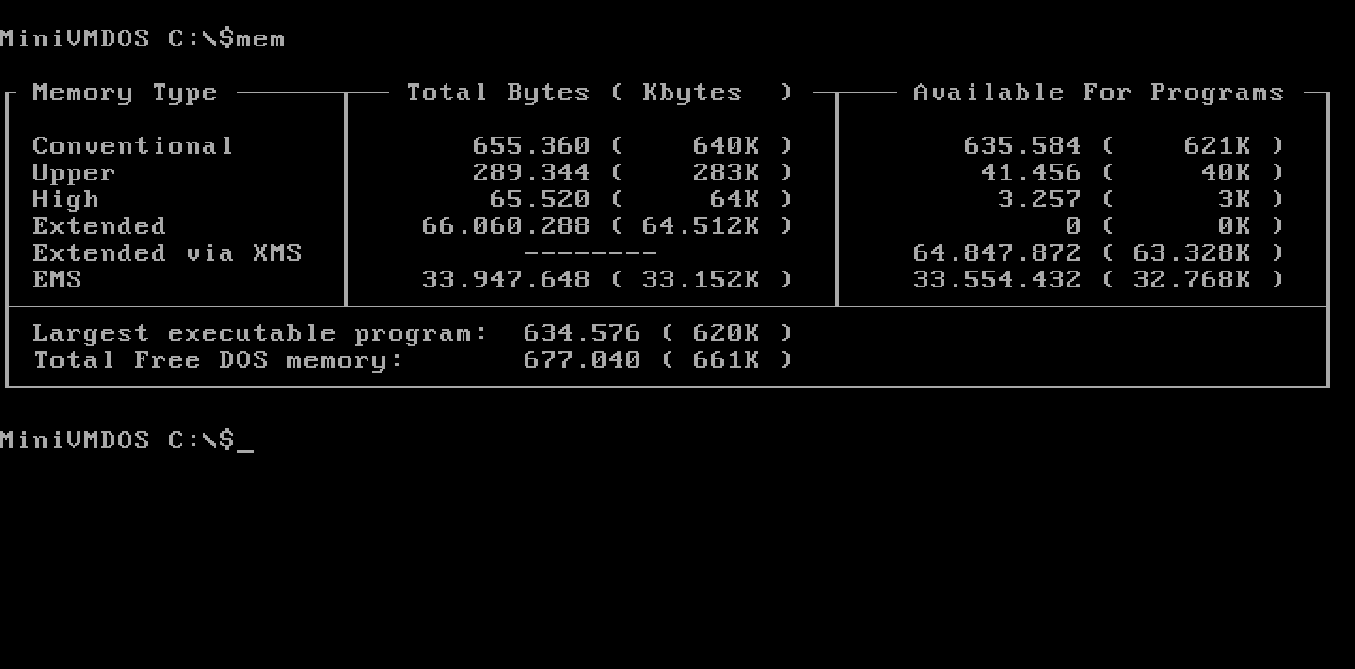 MiniVMDOS C:\$mem
Memory Type Total Bytes ( Kbytes ) Available For Programs
Conventional 655.360 ( 640K ) 635.584 ( 621K )
Upper 289.344 ( 283K ) 41.456 ( 40K )
High 65.520 ( 64K ) 3.257 ( 3K )
Extended 66.060.288 ( 64.512K ) 0 ( 0K )
Extended via XMS -------- 64.847.872 ( 63.328K )
EMS 33.947.648 ( 33.152K ) 33.554.432 ( 32.768K )
Largest executable program: 634.576 ( 620K )
Total Free DOS memory: 677.040 ( 661K )
MiniVMDOS C:\$_